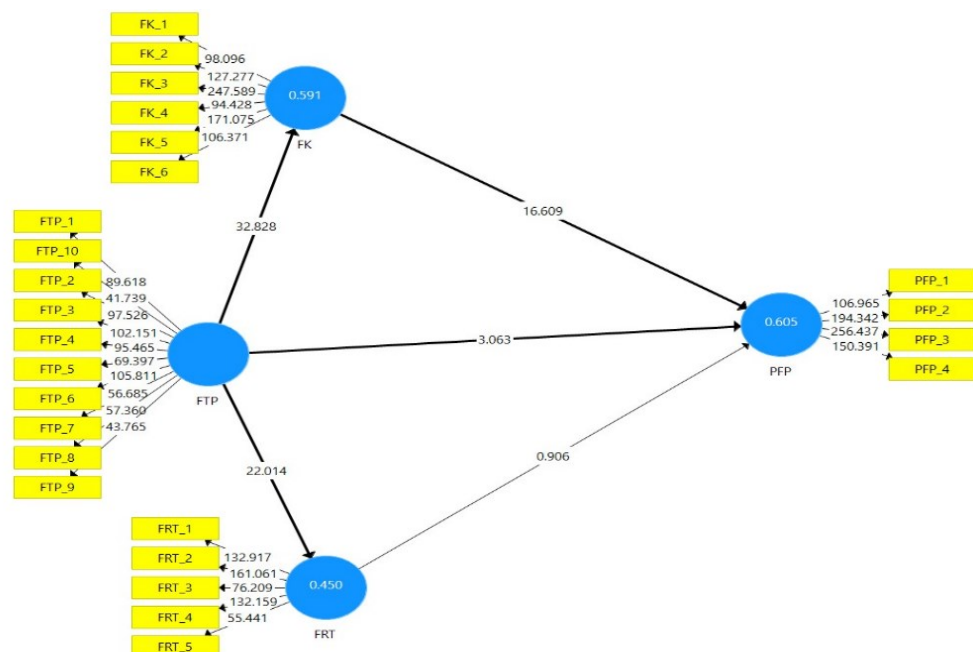 FK_1
FK_2
FK_3
FK_4
FK_5
FK_6
98.096
127.277
247.589
94.428
171.075
106.371
0.591
FK
32.828
16.609
FTP_1
FTP_10
FTP_2
FTP_3
FTP_4
FTP_5
FTP_6
FTP_7
FTP_8
FTP_9
89.618
41.739
97.526
102.151
95.465
69.397
105.811
56.685
57.360
43.765
FTP
3.063
0.605
PFP
106.965
194.342
256.437
150.391
PFP_1
PFP_2
PFP_3
PFP_4
22.014
0.906
FRT_1
FRT_2
FRT_3
FRT_4
FRT_5
132.917
161.061
76.209
132.159
55.441
0.450
FRT